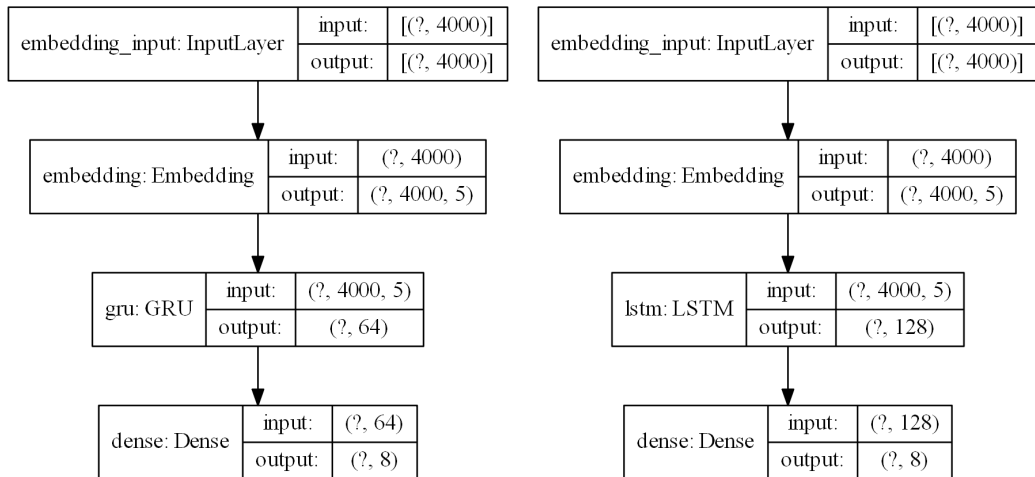 embedding_input: InputLayer
input:
[(?, 4000)]
output:
[(?, 4000)]
embedding: Embedding
input:
(?, 4000)
output:
(?, 4000, 5)
gru: GRU
input:
(?, 4000, 5)
output:
(?, 64)
dense: Dense
input:
(?, 64)
output:
(?, 8)
embedding_input: InputLayer
input:
[(?, 4000)]
output:
[(?, 4000)]
embedding: Embedding
input:
(?, 4000)
output:
(?, 4000, 5)
lstm: LSTM
input:
(?, 4000, 5)
output:
(?, 128)
dense: Dense
input:
(?, 128)
output:
(?, 8)